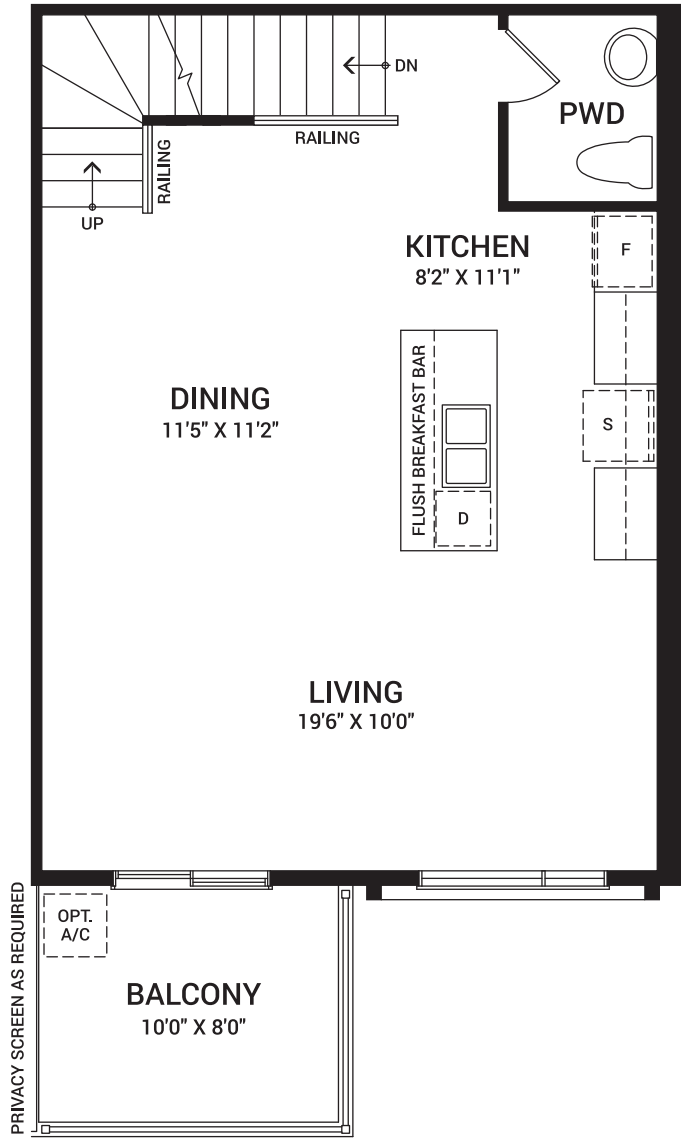 DN
PWD
RAILING
RAILING
UP
KITCHEN
8'2" X 11'1"
F
DINING
11'5" X 11'2"
FLUSH BREAKFAST BAR
S
D
LIVING
19'6" X 10'0"
PRIVACY SCREEN AS REQUIRED
OPT.
A/C
BALCONY
10'0" X 8'0"